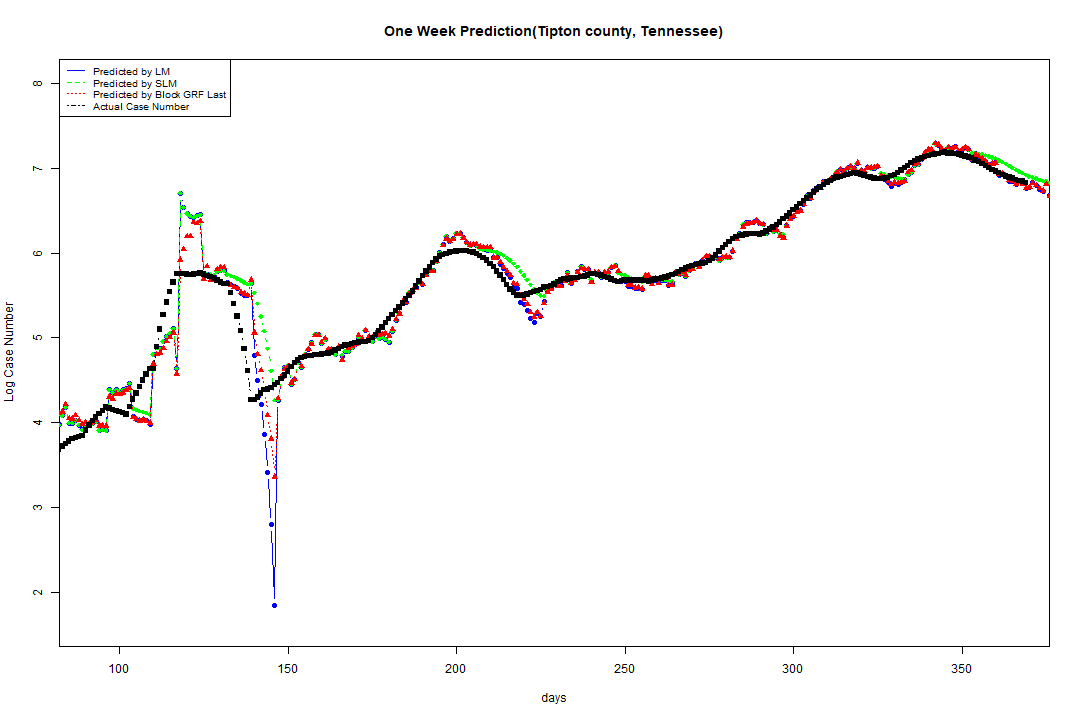 One Week Prediction(Tipton county, Tennessee)
Predicted by LM
Predicted by SLM
Predicted by Block GRF Last
Actual Case Number
8
7
6
5
4
3
2
Log Case Number
100 150 200 250 300 350
days